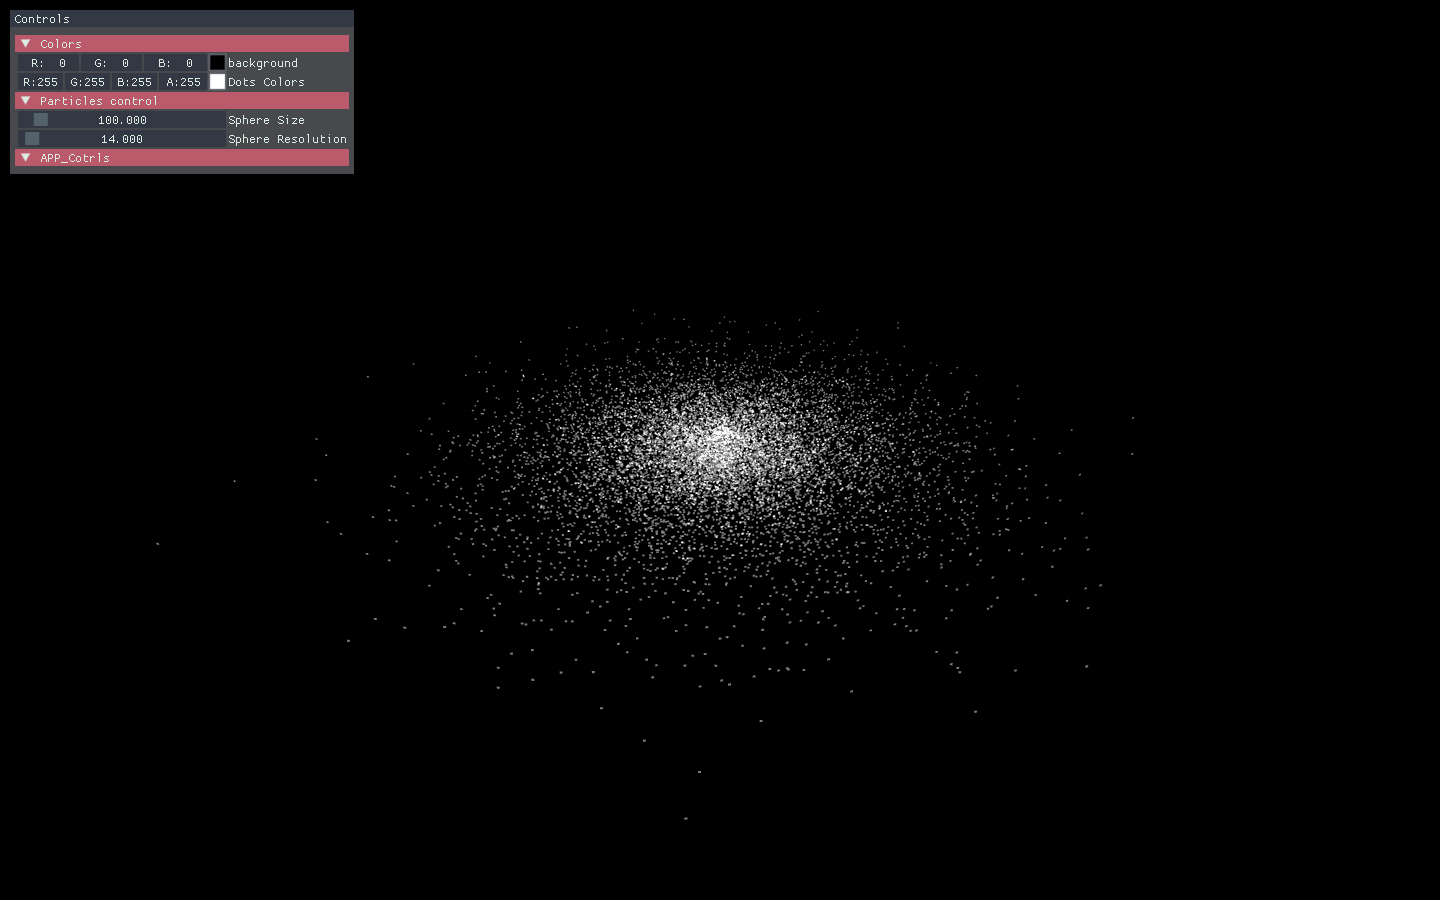 Controls
Colors
R: 0 G: 0 B: 0 background
R:255 G:255 B:255 A:255 Dots Colors
Particles control
100.000 Sphere Size
14.000 Sphere Resolution
APP_Cotrls